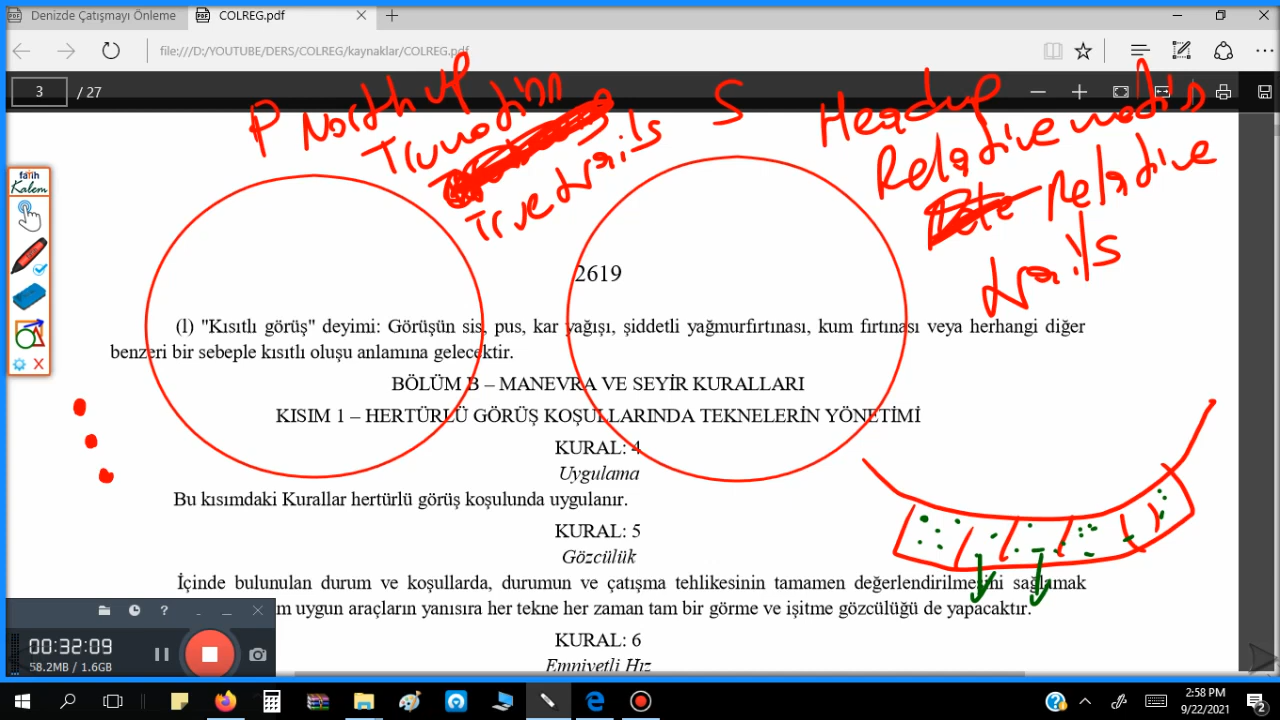 Denizde Çatışmayı Önleme
COLREG.pdf
file:///D:/YOUTUBE/DERS/COLREG/kaynaklar/COLREG.pdf
3 / 27
P North up S Head up
Relative
True trails Relative
trails
fatih
Kalem
2619
(l) "Kısıtlı görüş" deyimi: Görüşün sis, pus, kar yağışı, şiddetli yağmurfırtınası, kum fırtınası veya herhangi diğer
benzeri bir sebeple kısıtlı oluşu anlamına gelecektir.
BÖLÜM B – MANEVRA VE SEYİR KURALLARI
KISIM 1 – HERTÜRLÜ GÖRÜŞ KOŞULLARINDA TEKNELERİN YÖNETİMİ
KURAL: 4
Uygulama
Bu kısımdaki Kurallar hertürlü görüş koşulunda uygulanır.
KURAL: 5
Gözcülük
İçinde bulunulan durum ve koşullarda, durumun ve çatışma tehlikesinin tamamen değerlendirilmesini sağlamak
uygun araçların yanısıra her tekne her zaman tam bir görme ve işitme gözcülüğü de yapacaktır.
KURAL: 6
Emniyetli Hız
00:32:09
58.2MB / 1.6GB
2:58 PM
9/22/2021
2